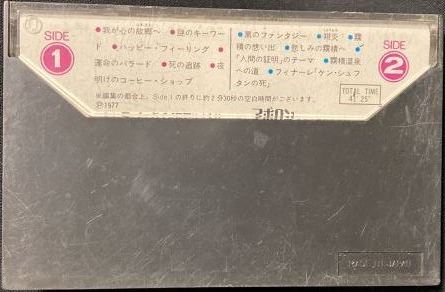 SIDE
1
●我が心の故郷へ ●謎のキーワー
ド ●ハッピー・フィーリング ●
運命のバラード ●死の追跡 ●夜
明けのコーヒー・ショップ
※編集の都合上、Side 1の終りに約2分30秒の空白時間がございます。
Ⓟ1977
●風のファンタジー ● ●霧
積の想い出 ●悲しみの霧積へ ●
「人間の証明」のテーマ ●霧積温泉
への道 ●フィナーレ「ケン・シュフ
タンの死」
TOTAL TIME
41' 25"
SIDE
2
MADE IN JAPAN